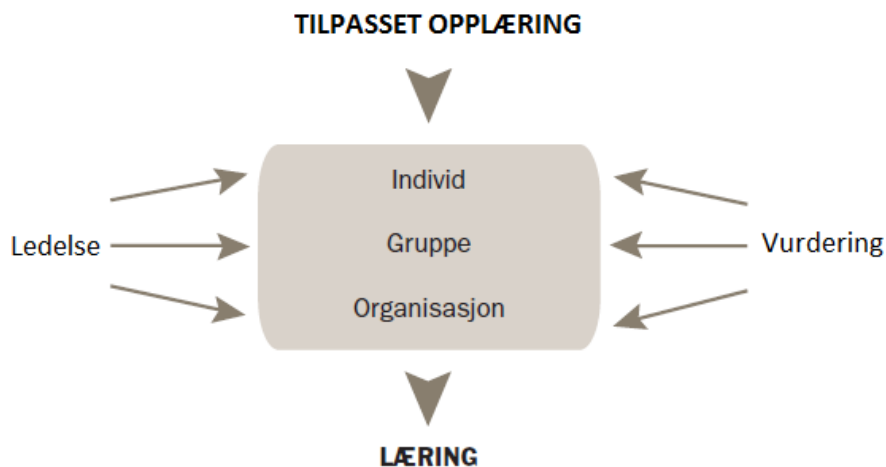 TILPASSET OPPLÆRING
Individ
Ledelse
Gruppe
Vurdering
Organisasjon
LÆRING